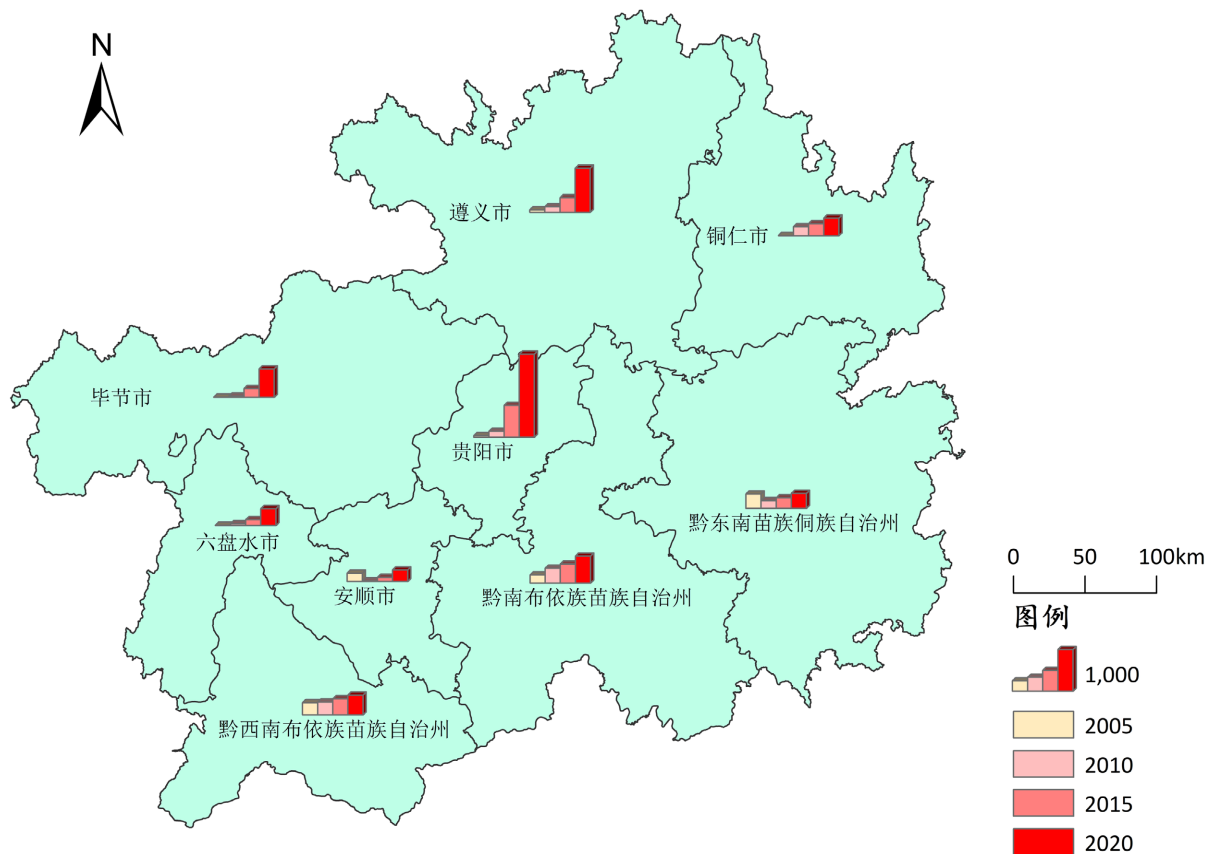 N
遵义市
铜仁市
毕节市
贵阳市
黔东南苗族侗族自治州
六盘水市
安顺市
黔南布依族苗族自治州
黔西南布依族苗族自治州
0 50 100km
图例
1,000
2005
2010
2015
2020